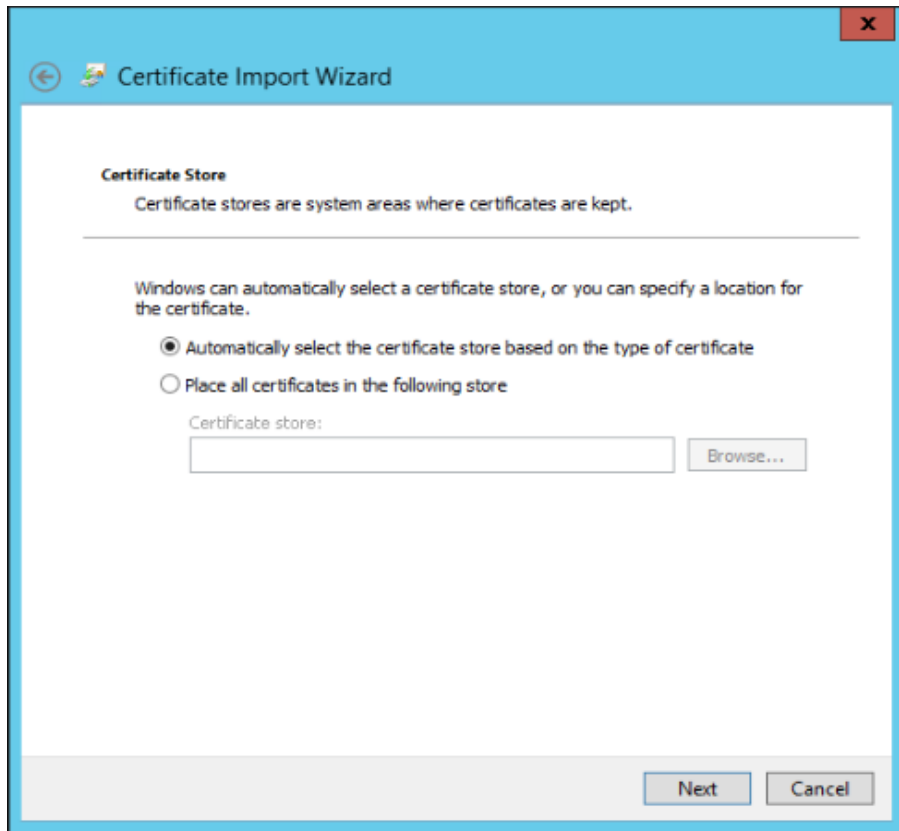 x
Certificate Import Wizard
Certificate Store
Certificate stores are system areas where certificates are kept.
Windows can automatically select a certificate store, or you can specify a location for
the certificate.
Automatically select the certificate store based on the type of certificate
Place all certificates in the following store
Certificate store:
Browse...
Next
Cancel